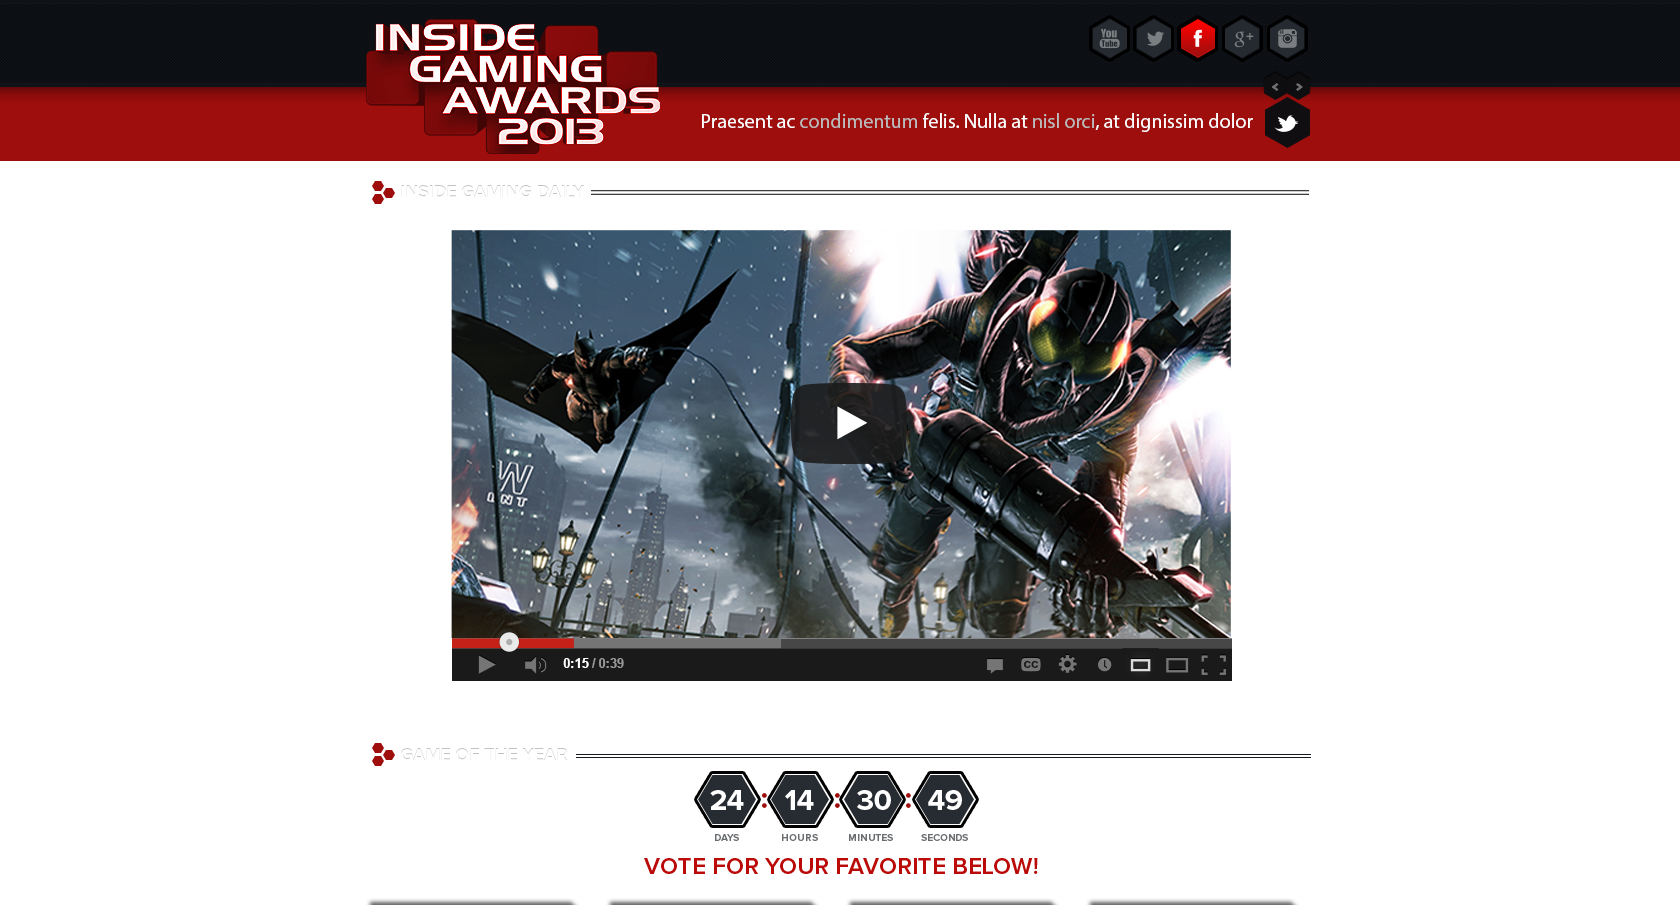 INSIDE
GAMING
AWARDS
2013
You
Tube
f
g+
Praesent ac condimentum felis. Nulla at nisl orci, at dignissim dolor
INSIDE GAMING DAILY
W
0:15 / 0:39
CC
GAME OF THE YEAR
24 : 14 : 30 : 49
DAYS HOURS MINUTES SECONDS
VOTE FOR YOUR FAVORITE BELOW!